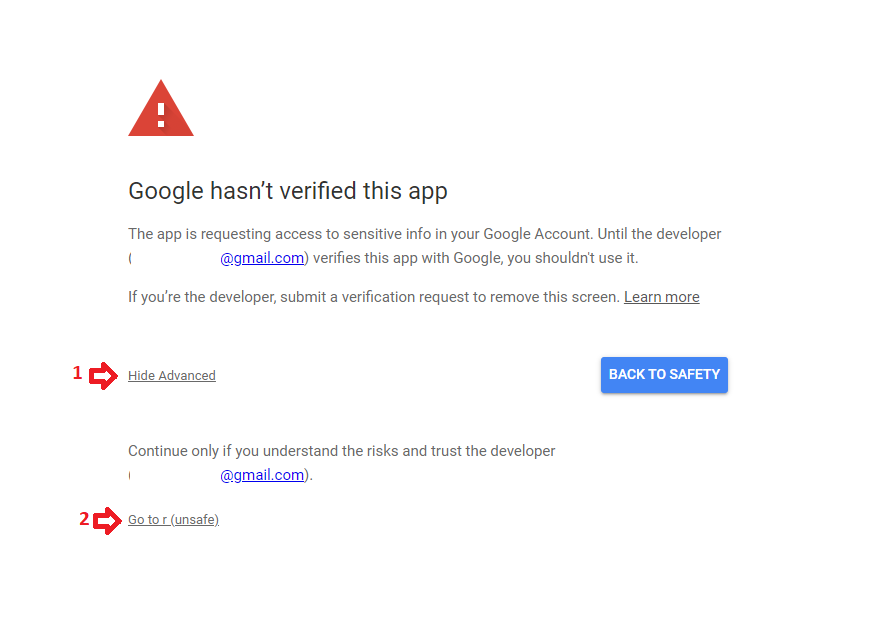 Google hasn’t verified this app
The app is requesting access to sensitive info in your Google Account. Until the developer
( @gmail.com) verifies this app with Google, you shouldn't use it.
If you’re the developer, submit a verification request to remove this screen. Learn more
1 Hide Advanced
BACK TO SAFETY
Continue only if you understand the risks and trust the developer
( @gmail.com).
2 Go to r (unsafe)